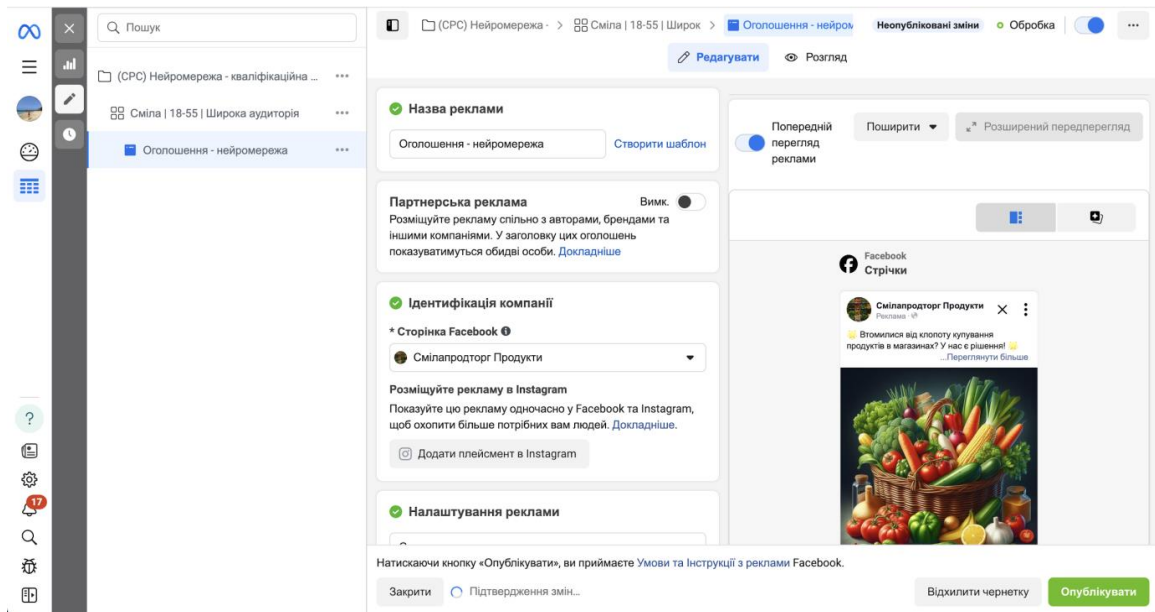 Пошук
(СРС) Нейромережа - кваліфікаційна ...
Сміла | 18-55 | Широка аудиторія
Оголошення - нейромережа
17
(СРС) Нейромережа - > Сміла | 18-55 | Широк > Оголошення - нейром
Неопубліковані зміни
Обробка
Редагувати
Розгляд
Назва реклами
Оголошення - нейромережа
Створити шаблон
Партнерська реклама
Вимк.
Розміщуйте рекламу спільно з авторами, брендами та
іншими компаніями. У заголовку цих оголошень
показуватимуться обидві особи. Докладніше
Ідентифікація компанії
* Сторінка Facebook
Смілапродторг Продукти
Розміщуйте рекламу в Instagram
Показуйте цю рекламу одночасно у Facebook та Instagram,
щоб охопити більше потрібних вам людей. Докладніше.
Додати плейсмент в Instagram
Налаштування реклами
Попередній
перегляд
реклами
Поширити
Розширений передперегляд
Facebook
Стрічки
Смілапродторг Продукти
Реклама
Втомилися від клопоту купування
продуктів в магазинах? У нас є рішення!
...Переглянути більше
Натискаючи кнопку «Опублікувати», ви приймаєте Умови та Інструкції з реклами Facebook.
Закрити
Підтвердження змін...
Відхилити чернетку
Опублікувати